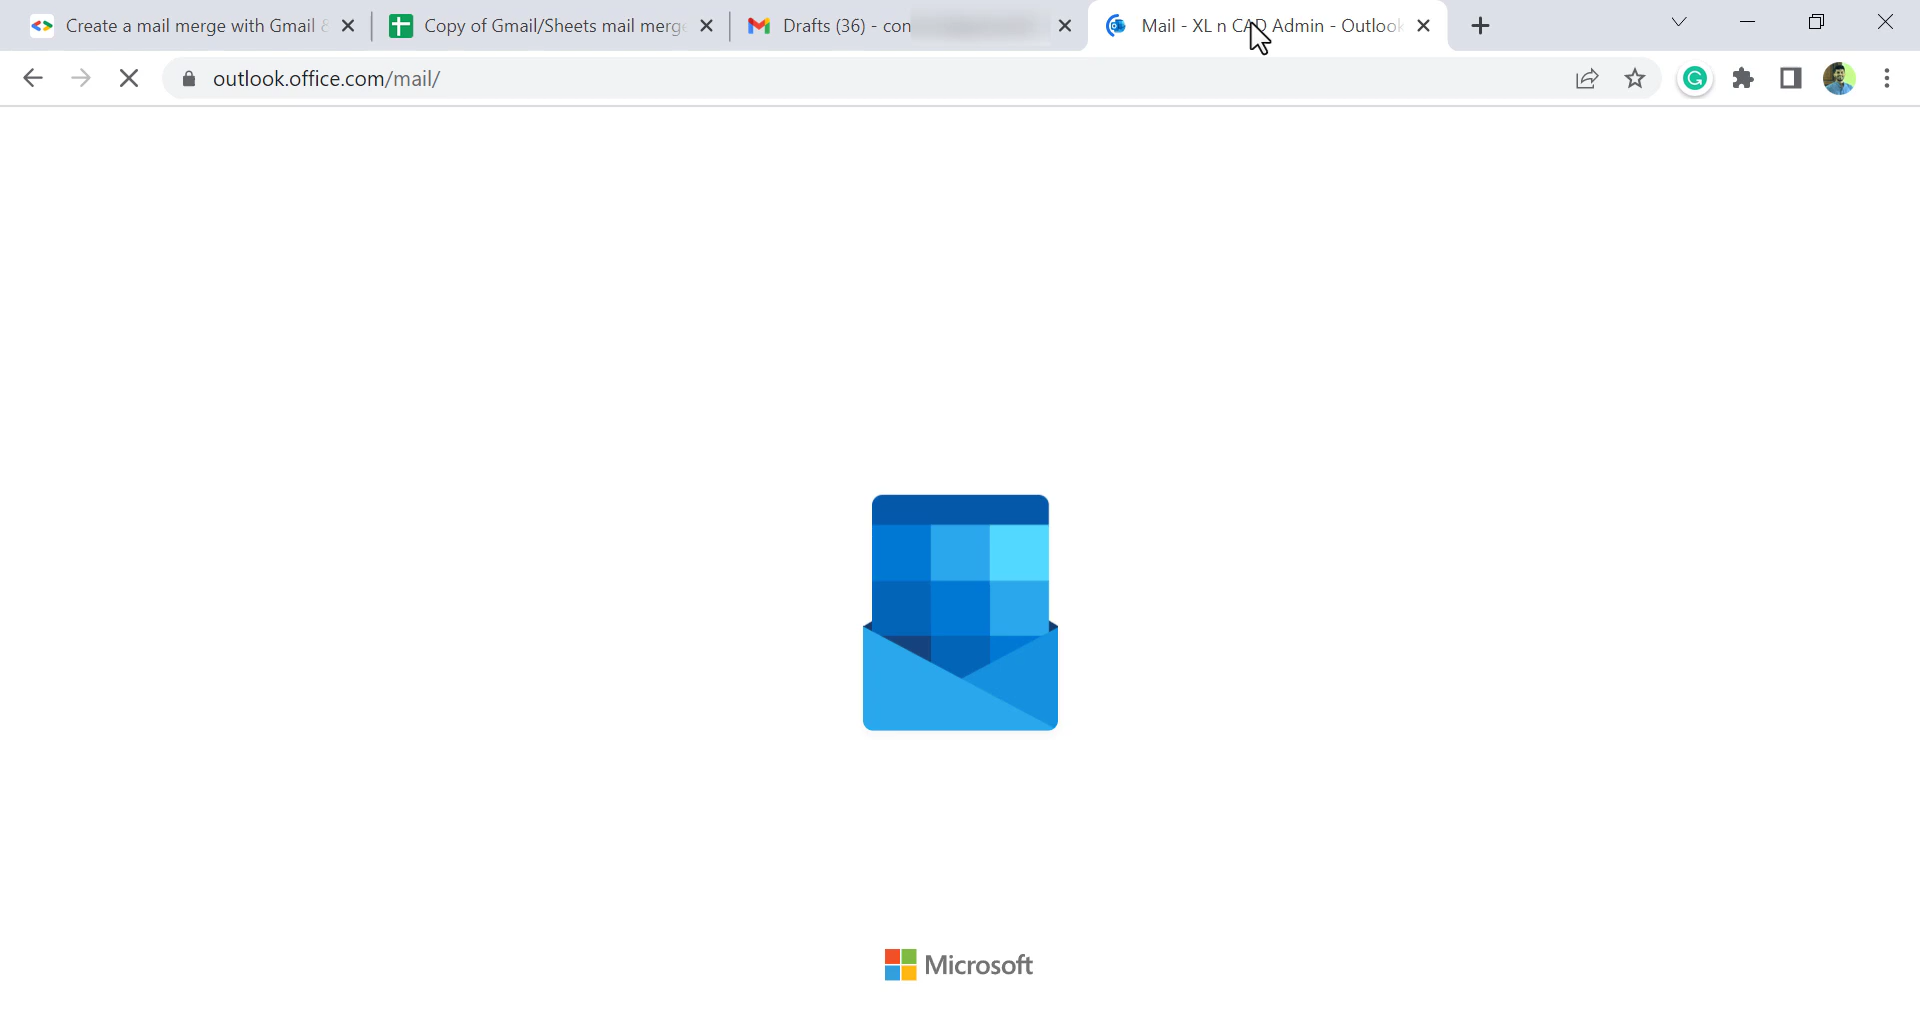 Create a mail merge with Gmail &
Copy of Gmail/Sheets mail merge
Drafts (36) - con
Mail - XL n CAD Admin - Outlook
outlook.office.com/mail/
Microsoft